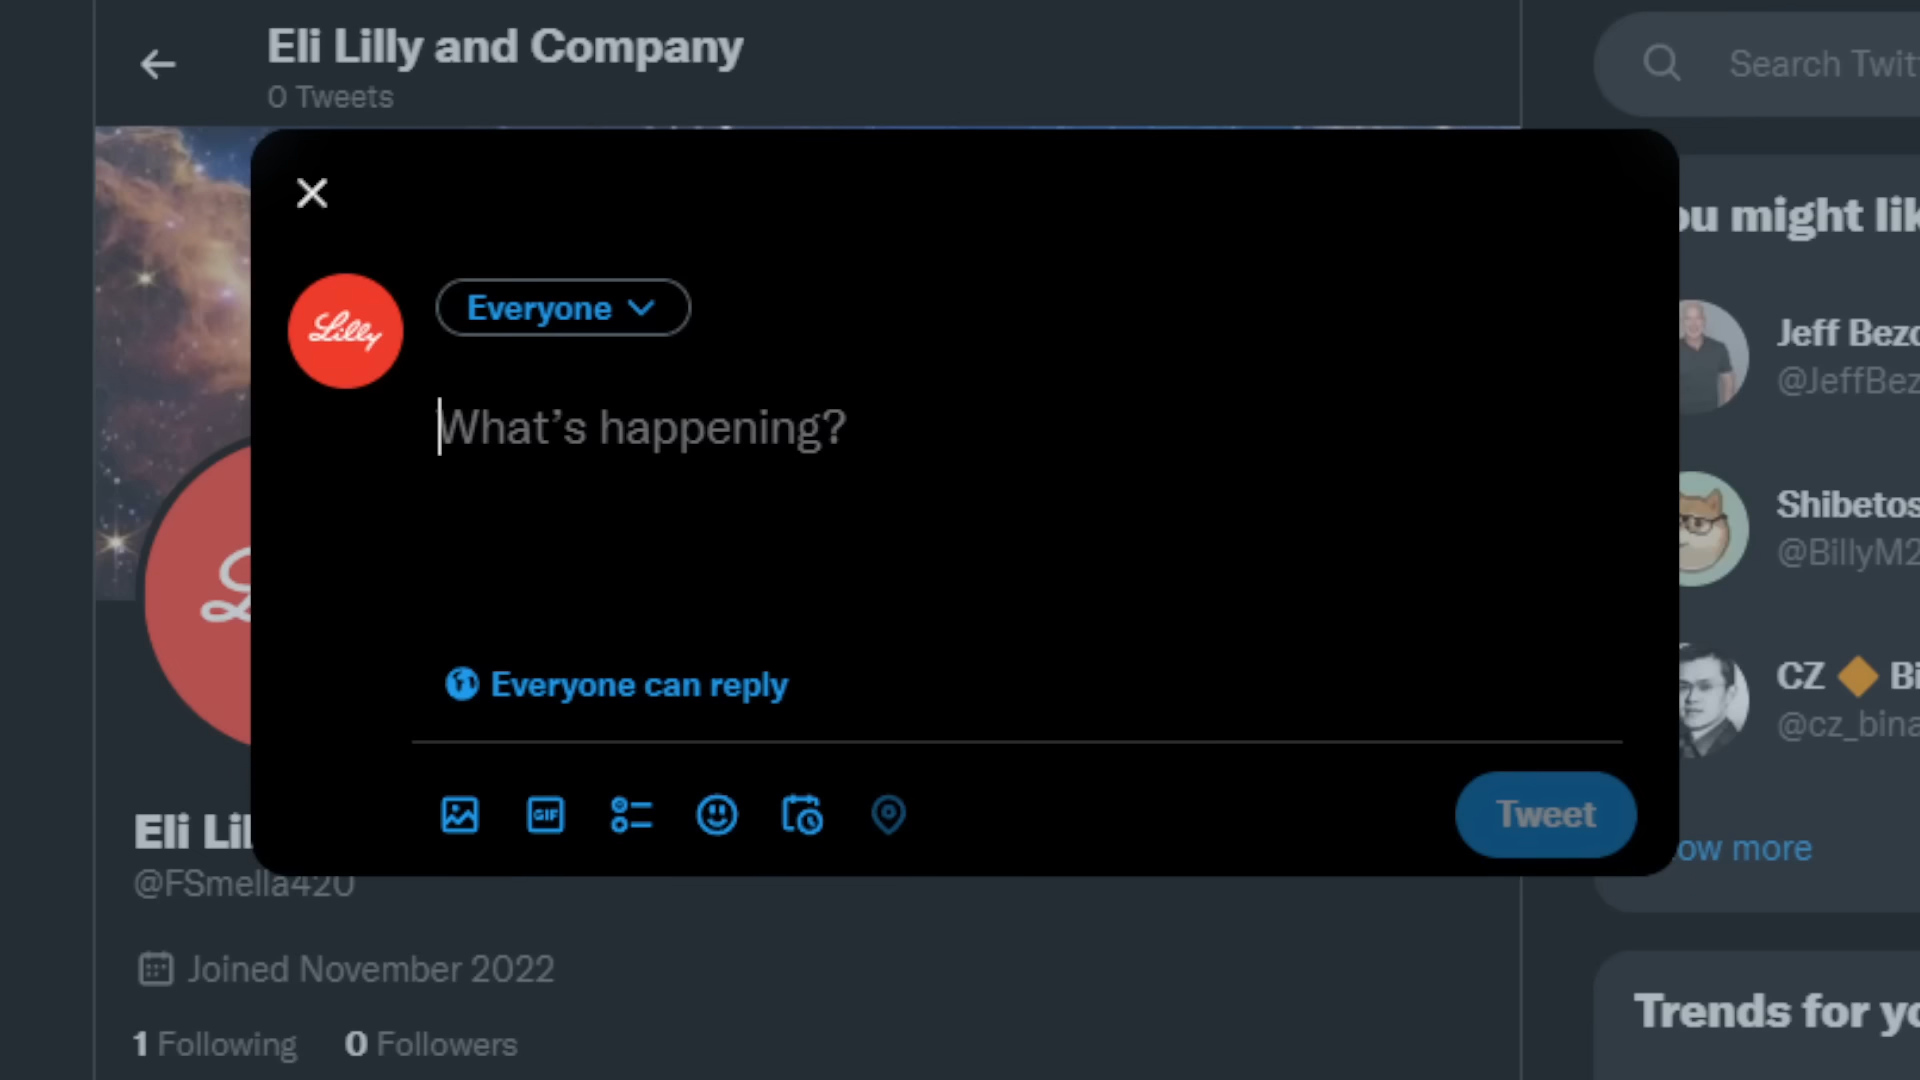 Eli Lilly and Company
0 Tweets
Search Twit
Lilly
Everyone
What's happening?
Everyone can reply
GIF
Tweet
Eli Lil
@FSmella420
Joined November 2022
1 Following 0 Followers
ou might lik
Jeff Bezo
@JeffBez
Shibetos
@BillyM2
CZ 🔶 Bi
@cz_bina
ow more
Trends for yo